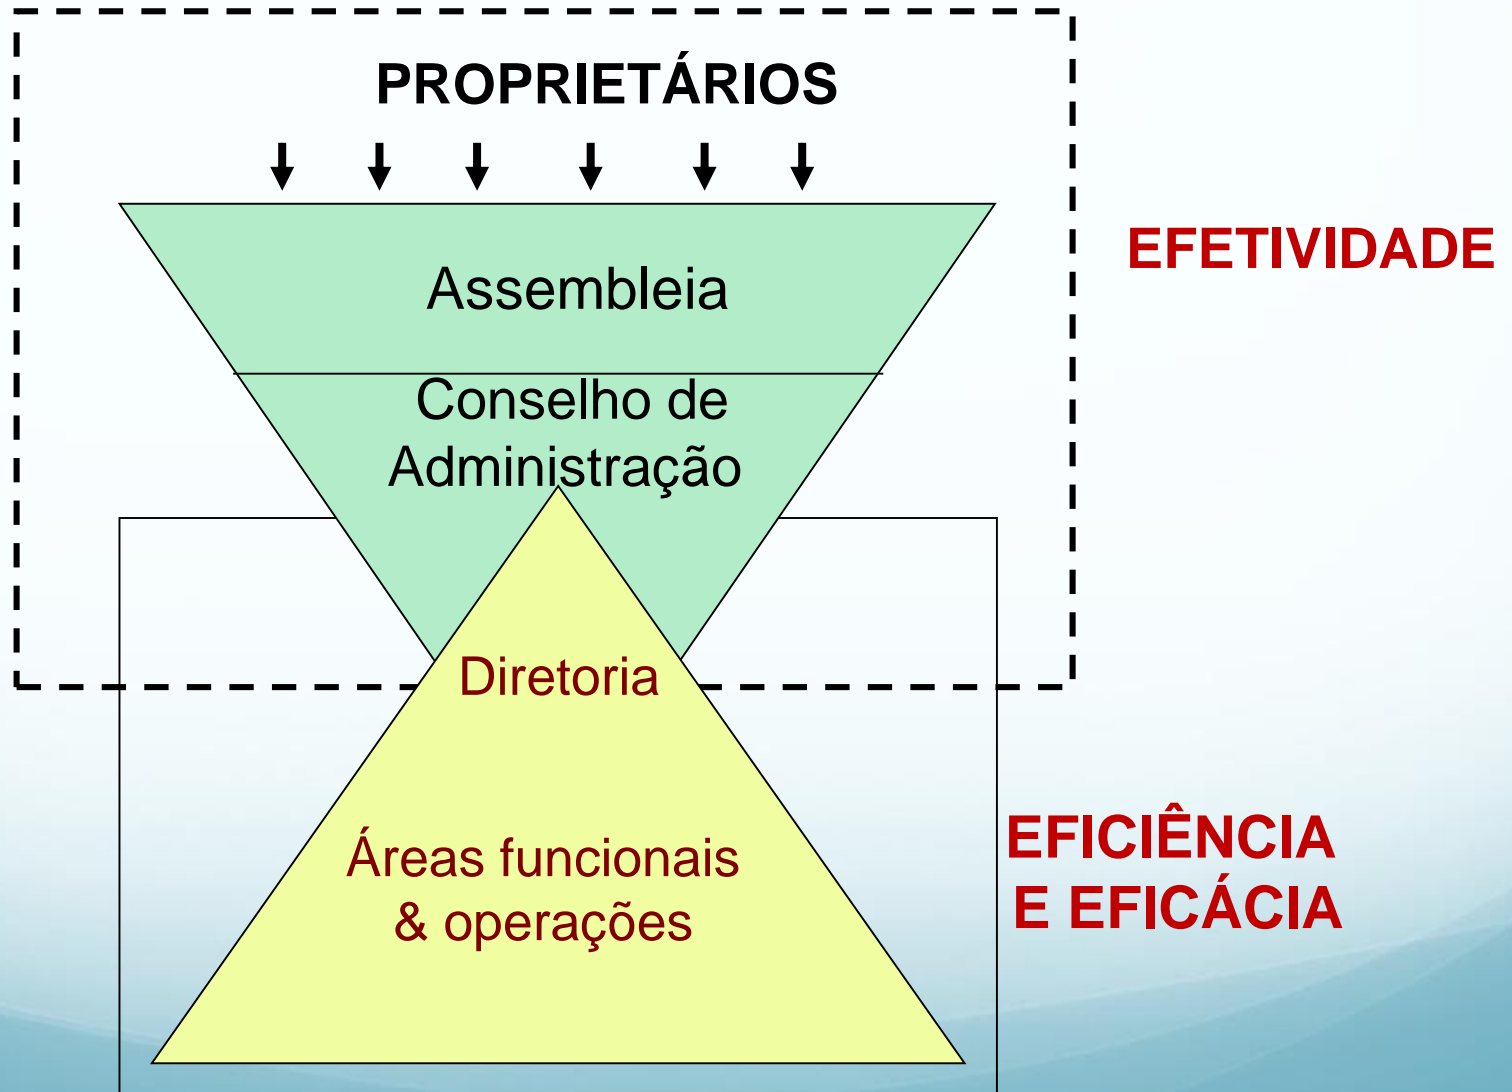 PROPRIETÁRIOS
EFETIVIDADE
Assembleia
Conselho de
Administração
Diretoria
Áreas funcionais
& operações
EFICIÊNCIA
E EFICÁCIA